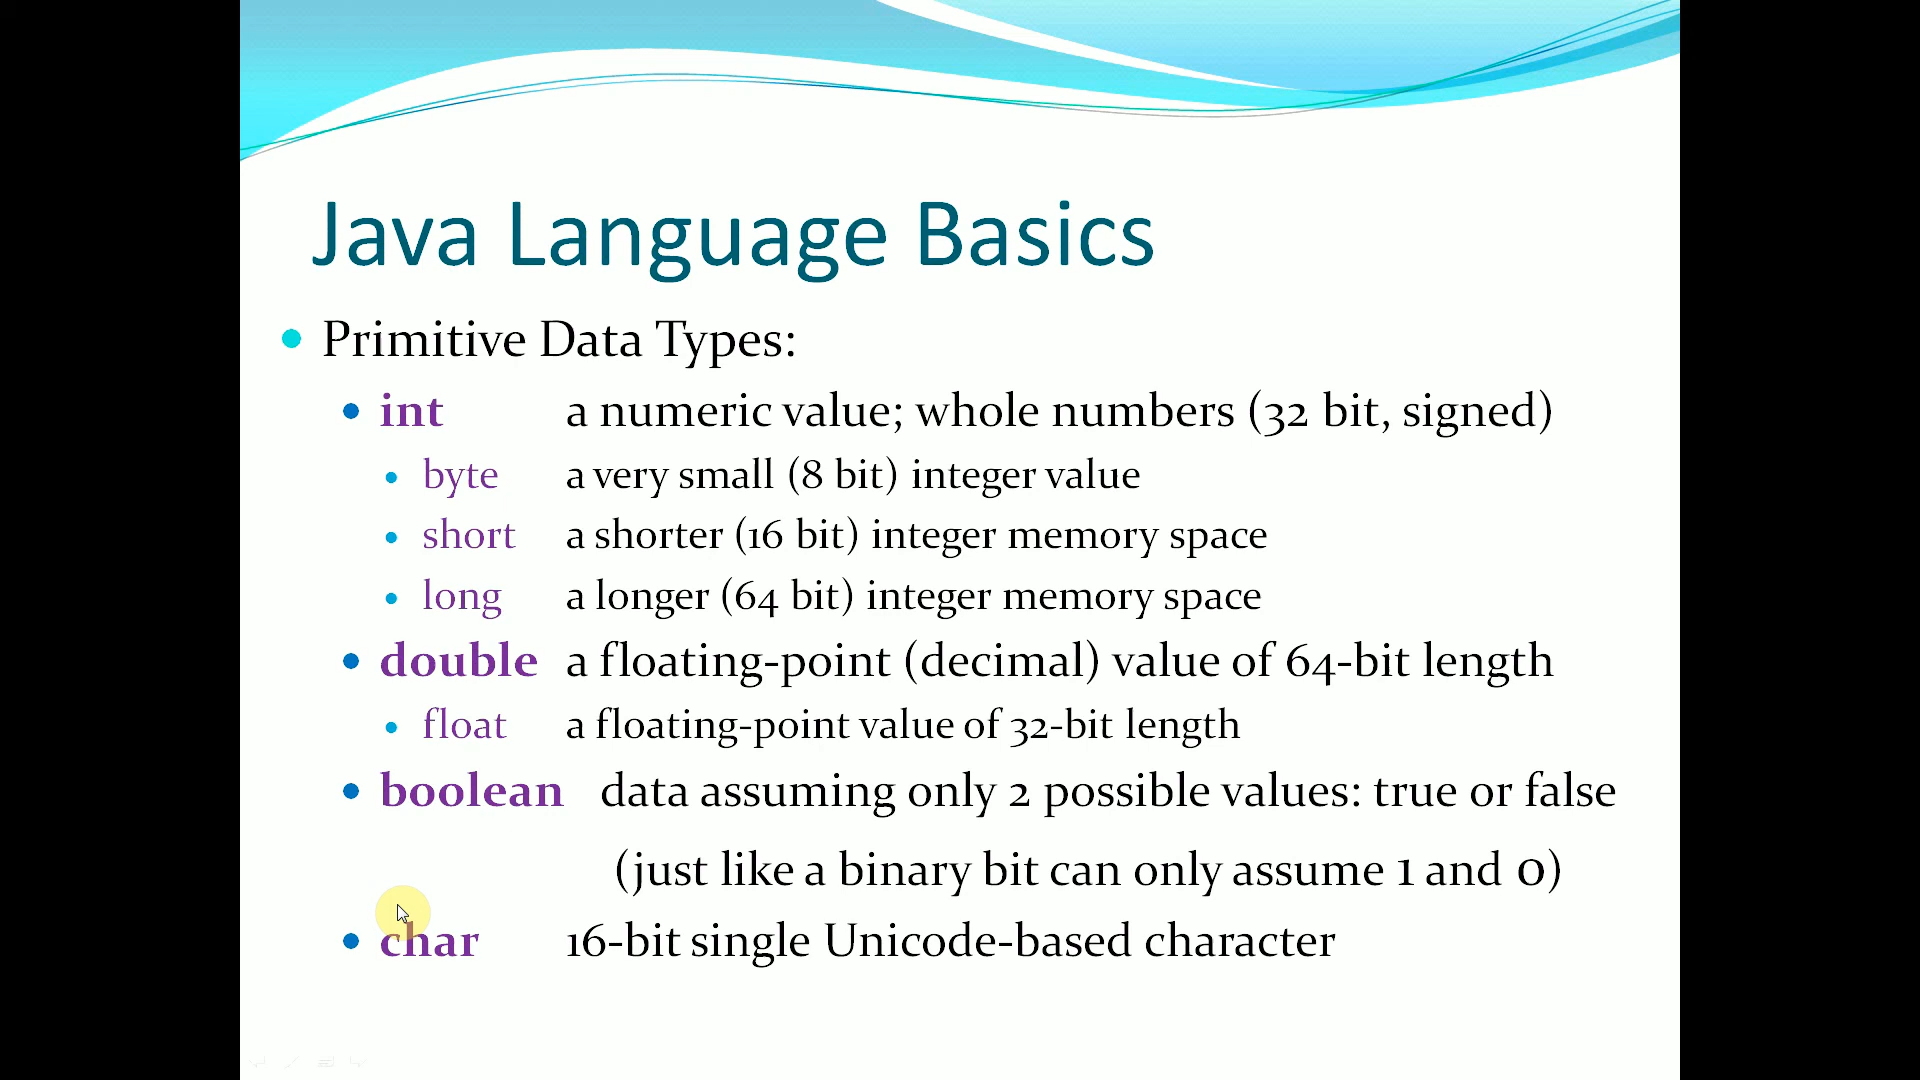 Java Language Basics
Primitive Data Types:
int a numeric value; whole numbers (32 bit, signed)
byte a very small (8 bit) integer value
short a shorter (16 bit) integer memory space
long a longer (64 bit) integer memory space
double a floating-point (decimal) value of 64-bit length
float a floating-point value of 32-bit length
boolean data assuming only 2 possible values: true or false
(just like a binary bit can only assume 1 and 0)
char 16-bit single Unicode-based character